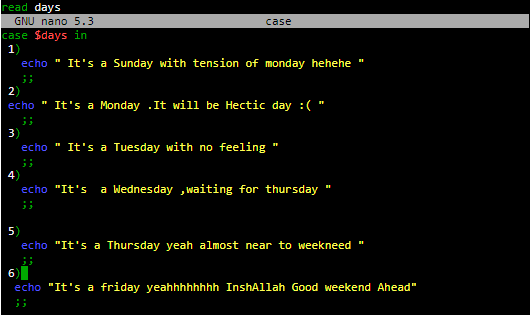 read days
GNU nano 5.3 case
case $days in
1)
echo " It's a Sunday with tension of monday hehehe "
;;
2)
echo " It's a Monday .It will be Hectic day :( "
;;
3)
echo " It's a Tuesday with no feeling "
;;
4)
echo "It's  a Wednesday ,waiting for thursday "
;;
5)
echo "It's a Thursday yeah almost near to weekneed "
;;
6)
echo "It's a friday yeahhhhhhhh InshAllah Good weekend Ahead"
;;